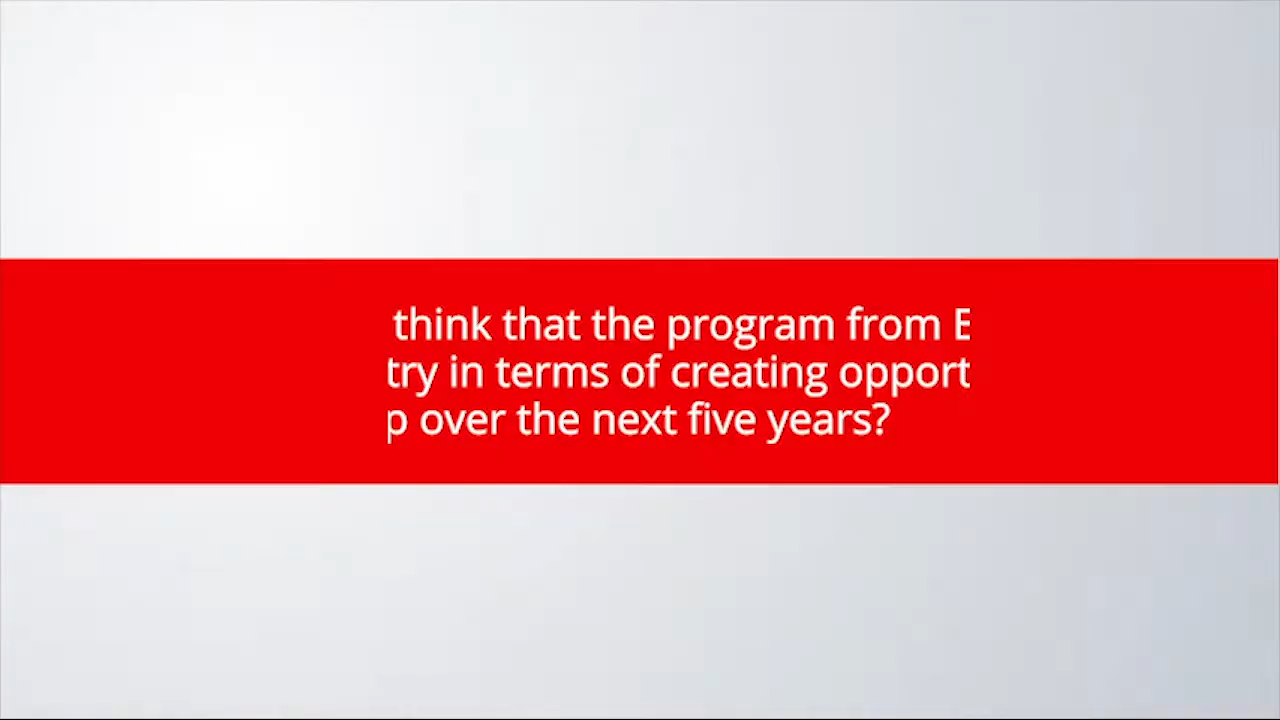 think that the program from E
try in terms of creating opport
p over the next five years?